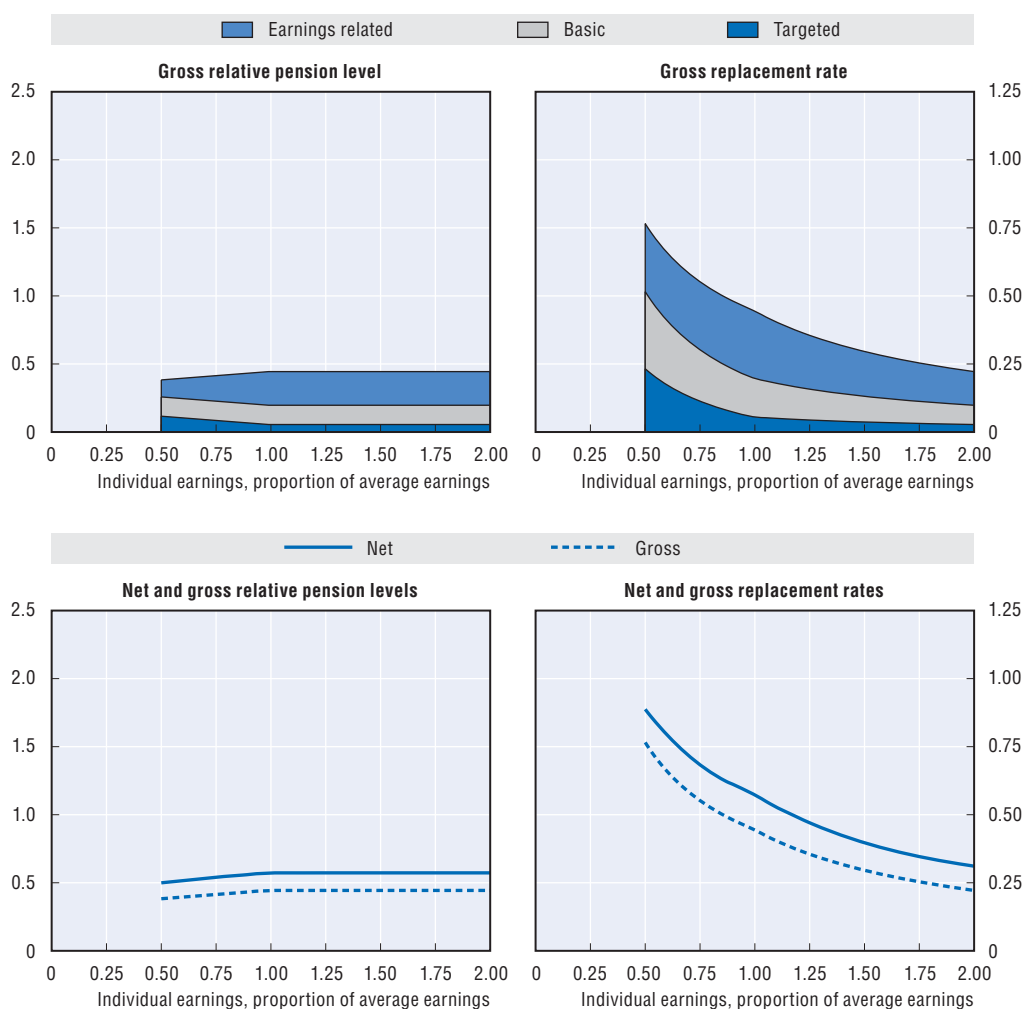 Earnings related Basic Targeted
Gross relative pension level
2.5
2.0
1.5
1.0
0.5
0
0 0.25 0.50 0.75 1.00 1.25 1.50 1.75 2.00
Individual earnings, proportion of average earnings
Gross replacement rate
1.25
1.00
0.75
0.50
0.25
0
0 0.25 0.50 0.75 1.00 1.25 1.50 1.75 2.00
Individual earnings, proportion of average earnings
Net Gross
Net and gross relative pension levels
2.5
2.0
1.5
1.0
0.5
0
0 0.25 0.50 0.75 1.00 1.25 1.50 1.75 2.00
Individual earnings, proportion of average earnings
Net and gross replacement rates
1.25
1.00
0.75
0.50
0.25
0
0 0.25 0.50 0.75 1.00 1.25 1.50 1.75 2.00
Individual earnings, proportion of average earnings